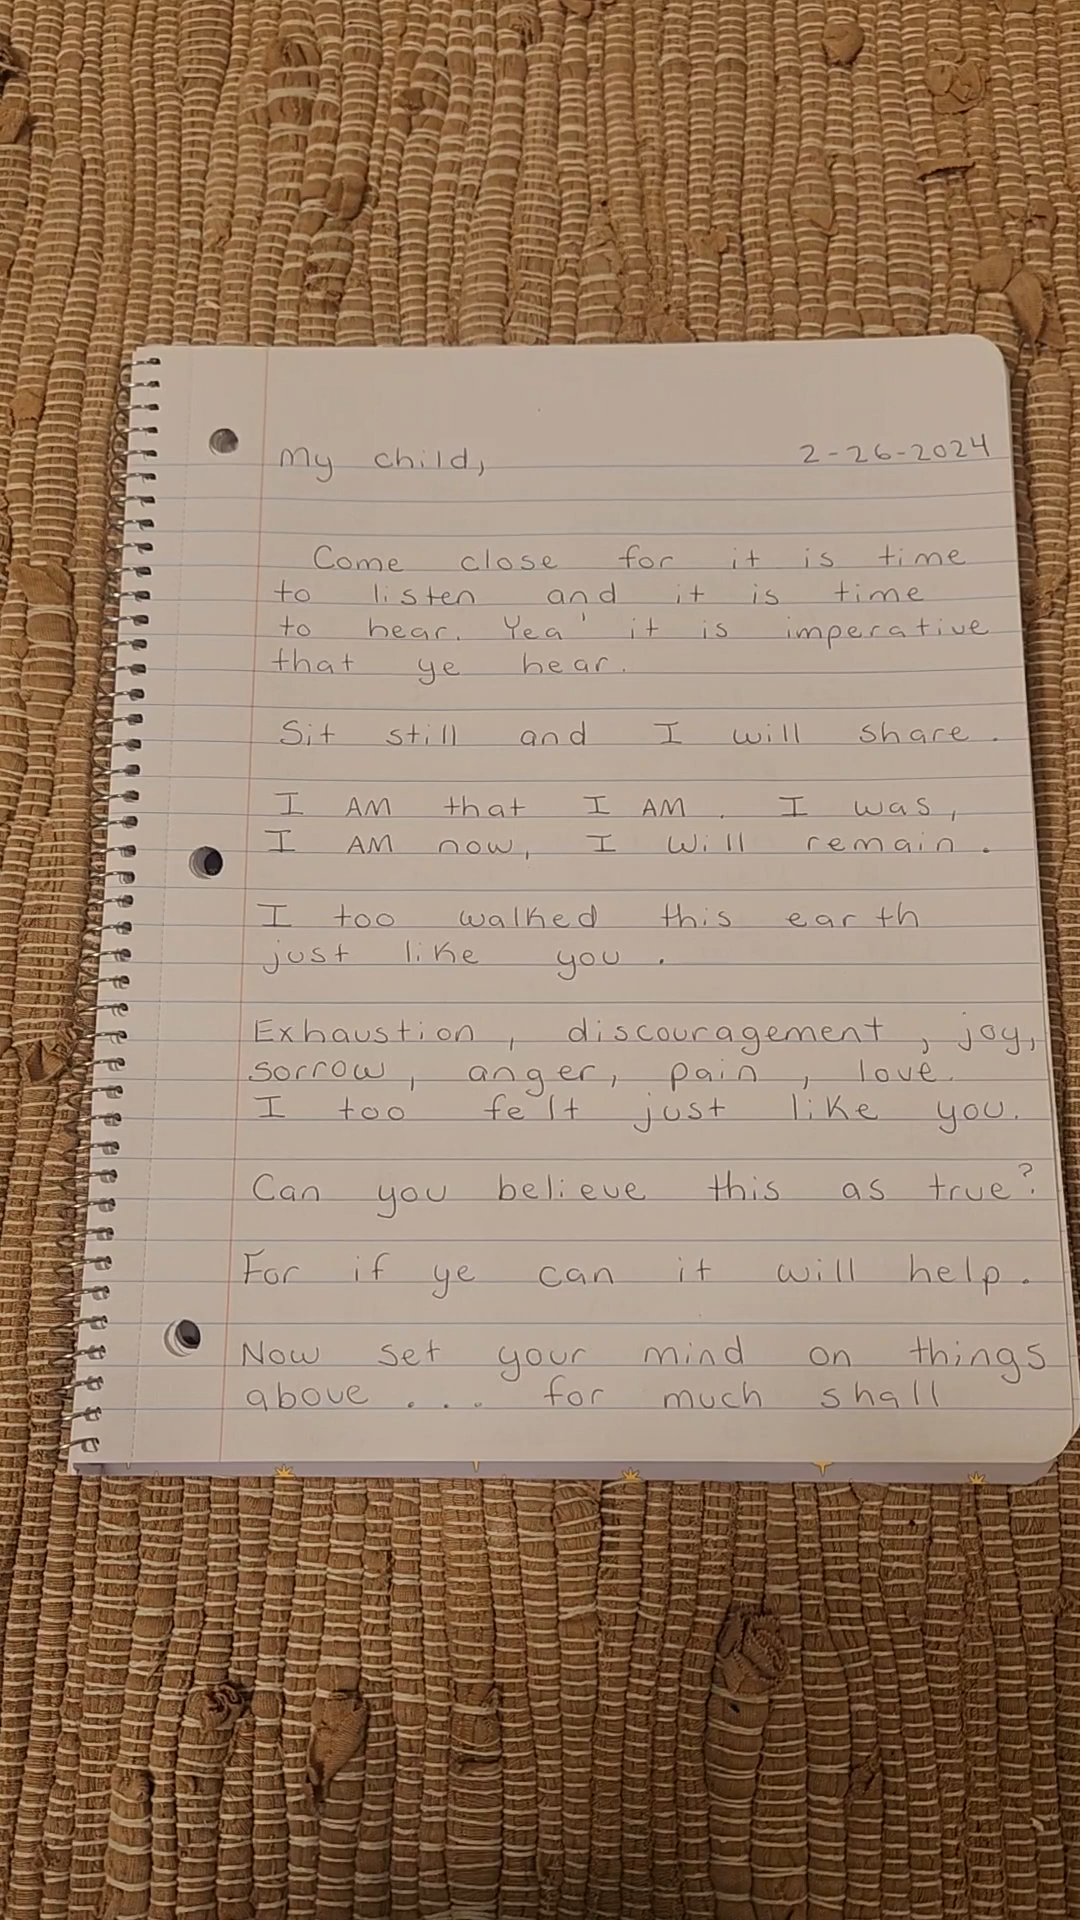 My child, 2-26-2024
Come close for it is time
to listen and it is time
to hear. Yea' it is imperative
that ye hear.
Sit still and I will share.
I AM that I AM. I was,
I AM now, I will remain.
I too walked this earth
just like you.
Exhaustion, discouragement, joy,
sorrow, anger, pain, love.
I too felt just like you.
Can you believe this as true?
For if ye can it will help.
Now set your mind on things
above... for much shall